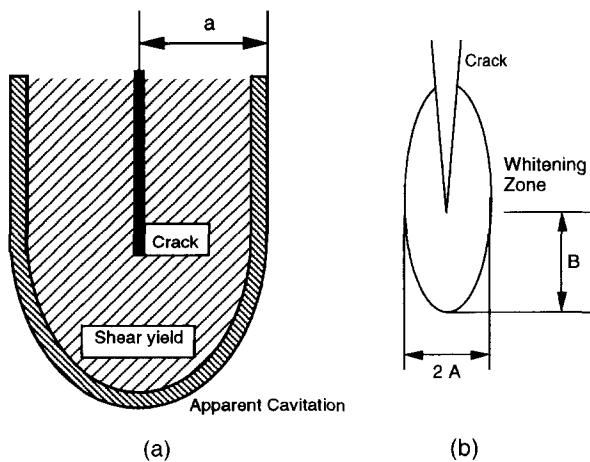 a
Crack
Shear yield
Apparent Cavitation
(a)
Crack
Whitening
Zone
B
2 A
(b)